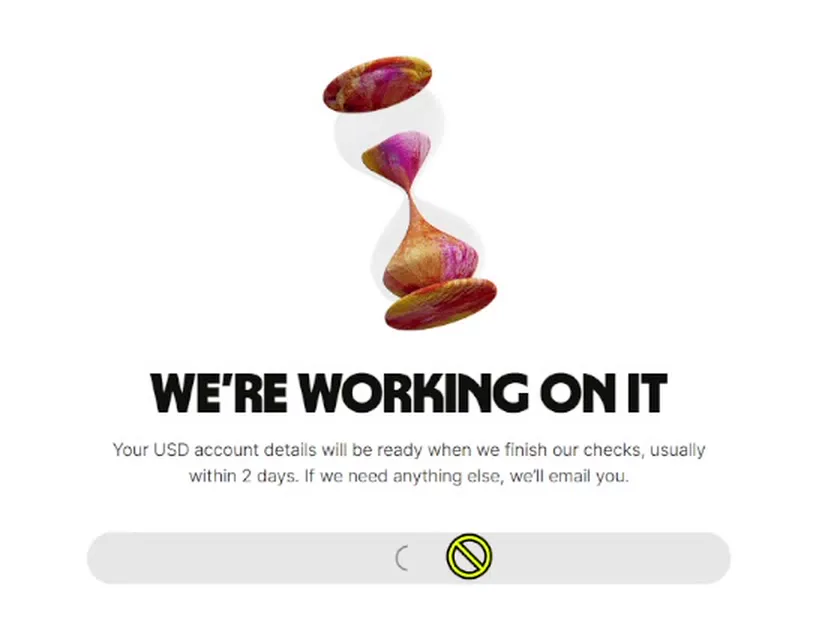 WE'RE WORKING ON IT
Your USD account details will be ready when we finish our checks, usually
within 2 days. If we need anything else, we'll email you.